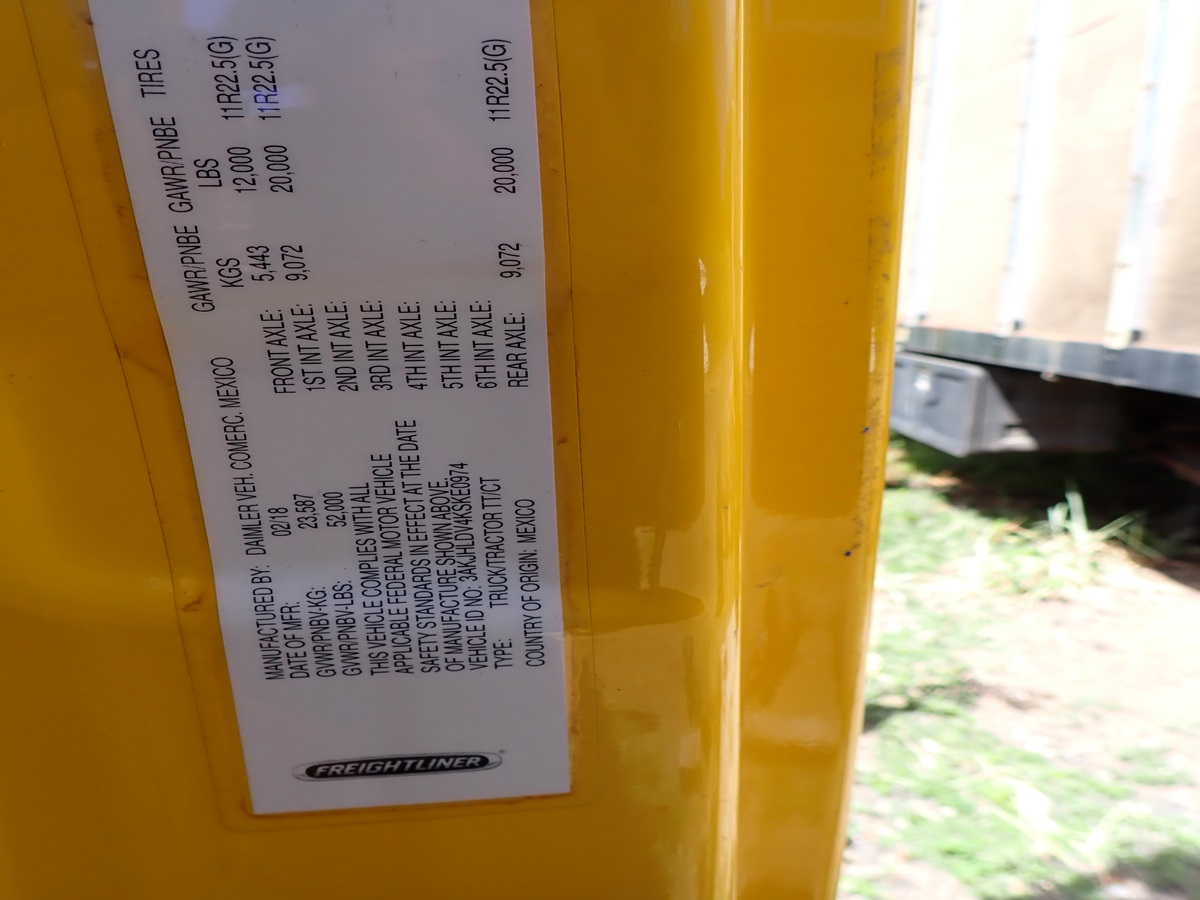 FREIGHTLINER
MANUFACTURED BY: DAIMLER VEH. COMERC. MEXICO
DATE OF MFR: 02/18
GVWR/PNBV-KG: 23,587
GVWR/PNBV-LBS: 52,000
THIS VEHICLE COMPLIES WITH ALL
APPLICABLE FEDERAL MOTOR VEHICLE
SAFETY STANDARDS IN EFFECT AT THE DATE
OF MANUFACTURE SHOWN ABOVE.
VEHICLE ID NO: 3AKJHLDV4KSKE0974
TYPE: TRUCK/TRACTOR TT/CT
COUNTRY OF ORIGIN: MEXICO
GAWR/PNBE GAWR/PNBE TIRES
KGS LBS
FRONT AXLE: 5,443 12,000 11R22.5(G)
1ST INT AXLE: 9,072 20,000 11R22.5(G)
2ND INT AXLE:
3RD INT AXLE:
4TH INT AXLE:
5TH INT AXLE:
6TH INT AXLE:
REAR AXLE: 9,072 20,000 11R22.5(G)